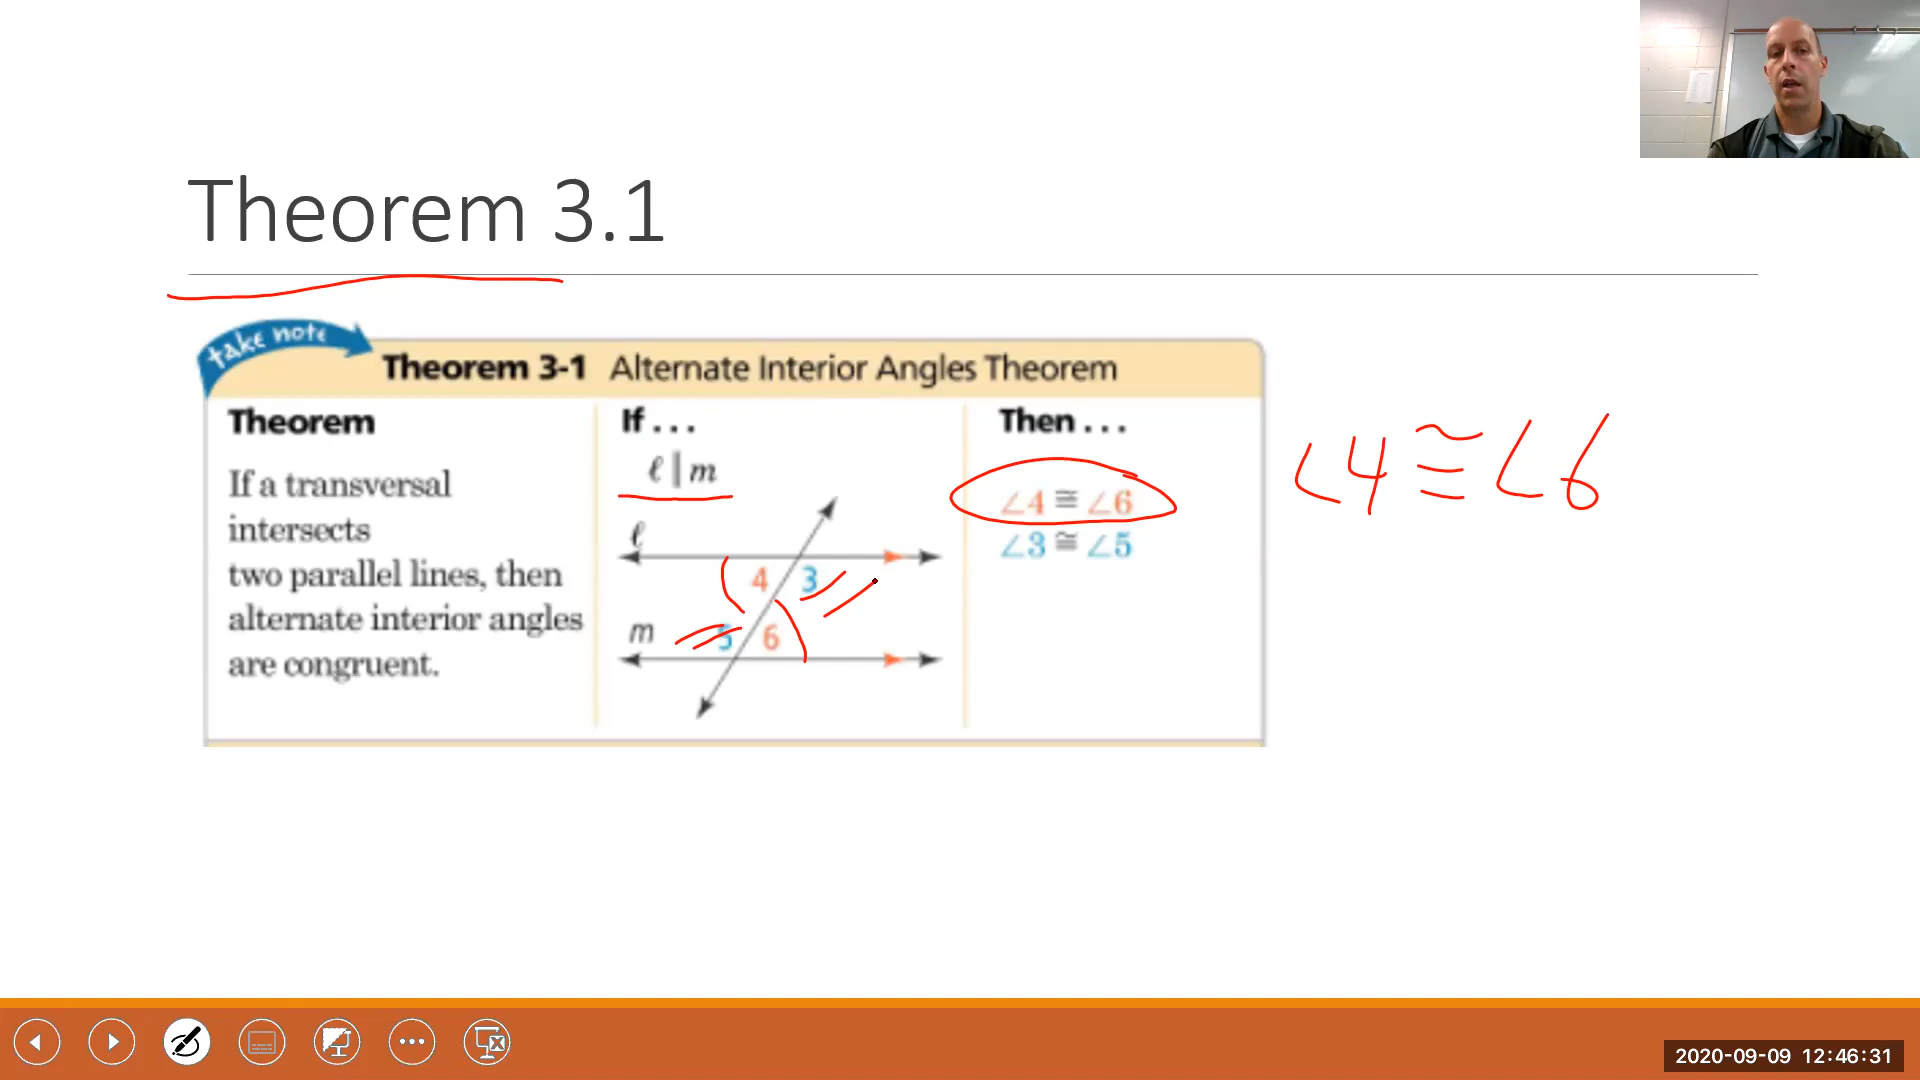 Theorem 3.1
take note
Theorem 3-1 Alternate Interior Angles Theorem
Theorem
If a transversal
intersects
two parallel lines, then
alternate interior angles
are congruent.
If . . .
ℓ | m
ℓ
4 3
m 5 6
Then . . .
∠4 ≅ ∠6
∠3 ≅ ∠5
∠4 ≅ ∠6
2020-09-09 12:46:31